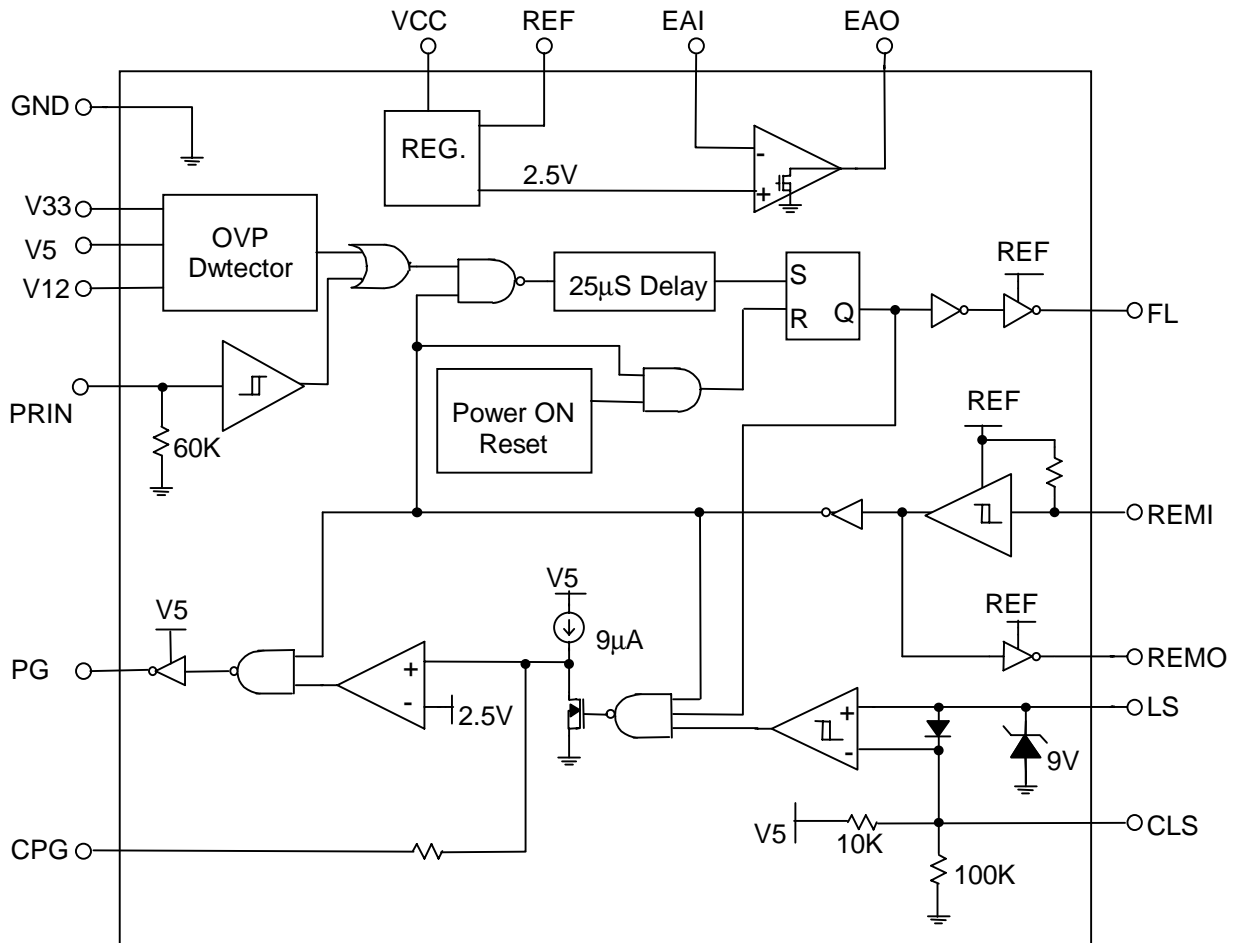 VCC REF EAI EAO
GND
REG.
2.5V
-
+
V33
V5
V12
OVP
Dwtector
25µS Delay
S
R
Q
REF
FL
PRIN
60K
Power ON
Reset
REF
REMI
V5
9µA
REF
REMO
V5
PG
+
-
2.5V
+
-
LS
9V
V5
10K
CLS
CPG
100K